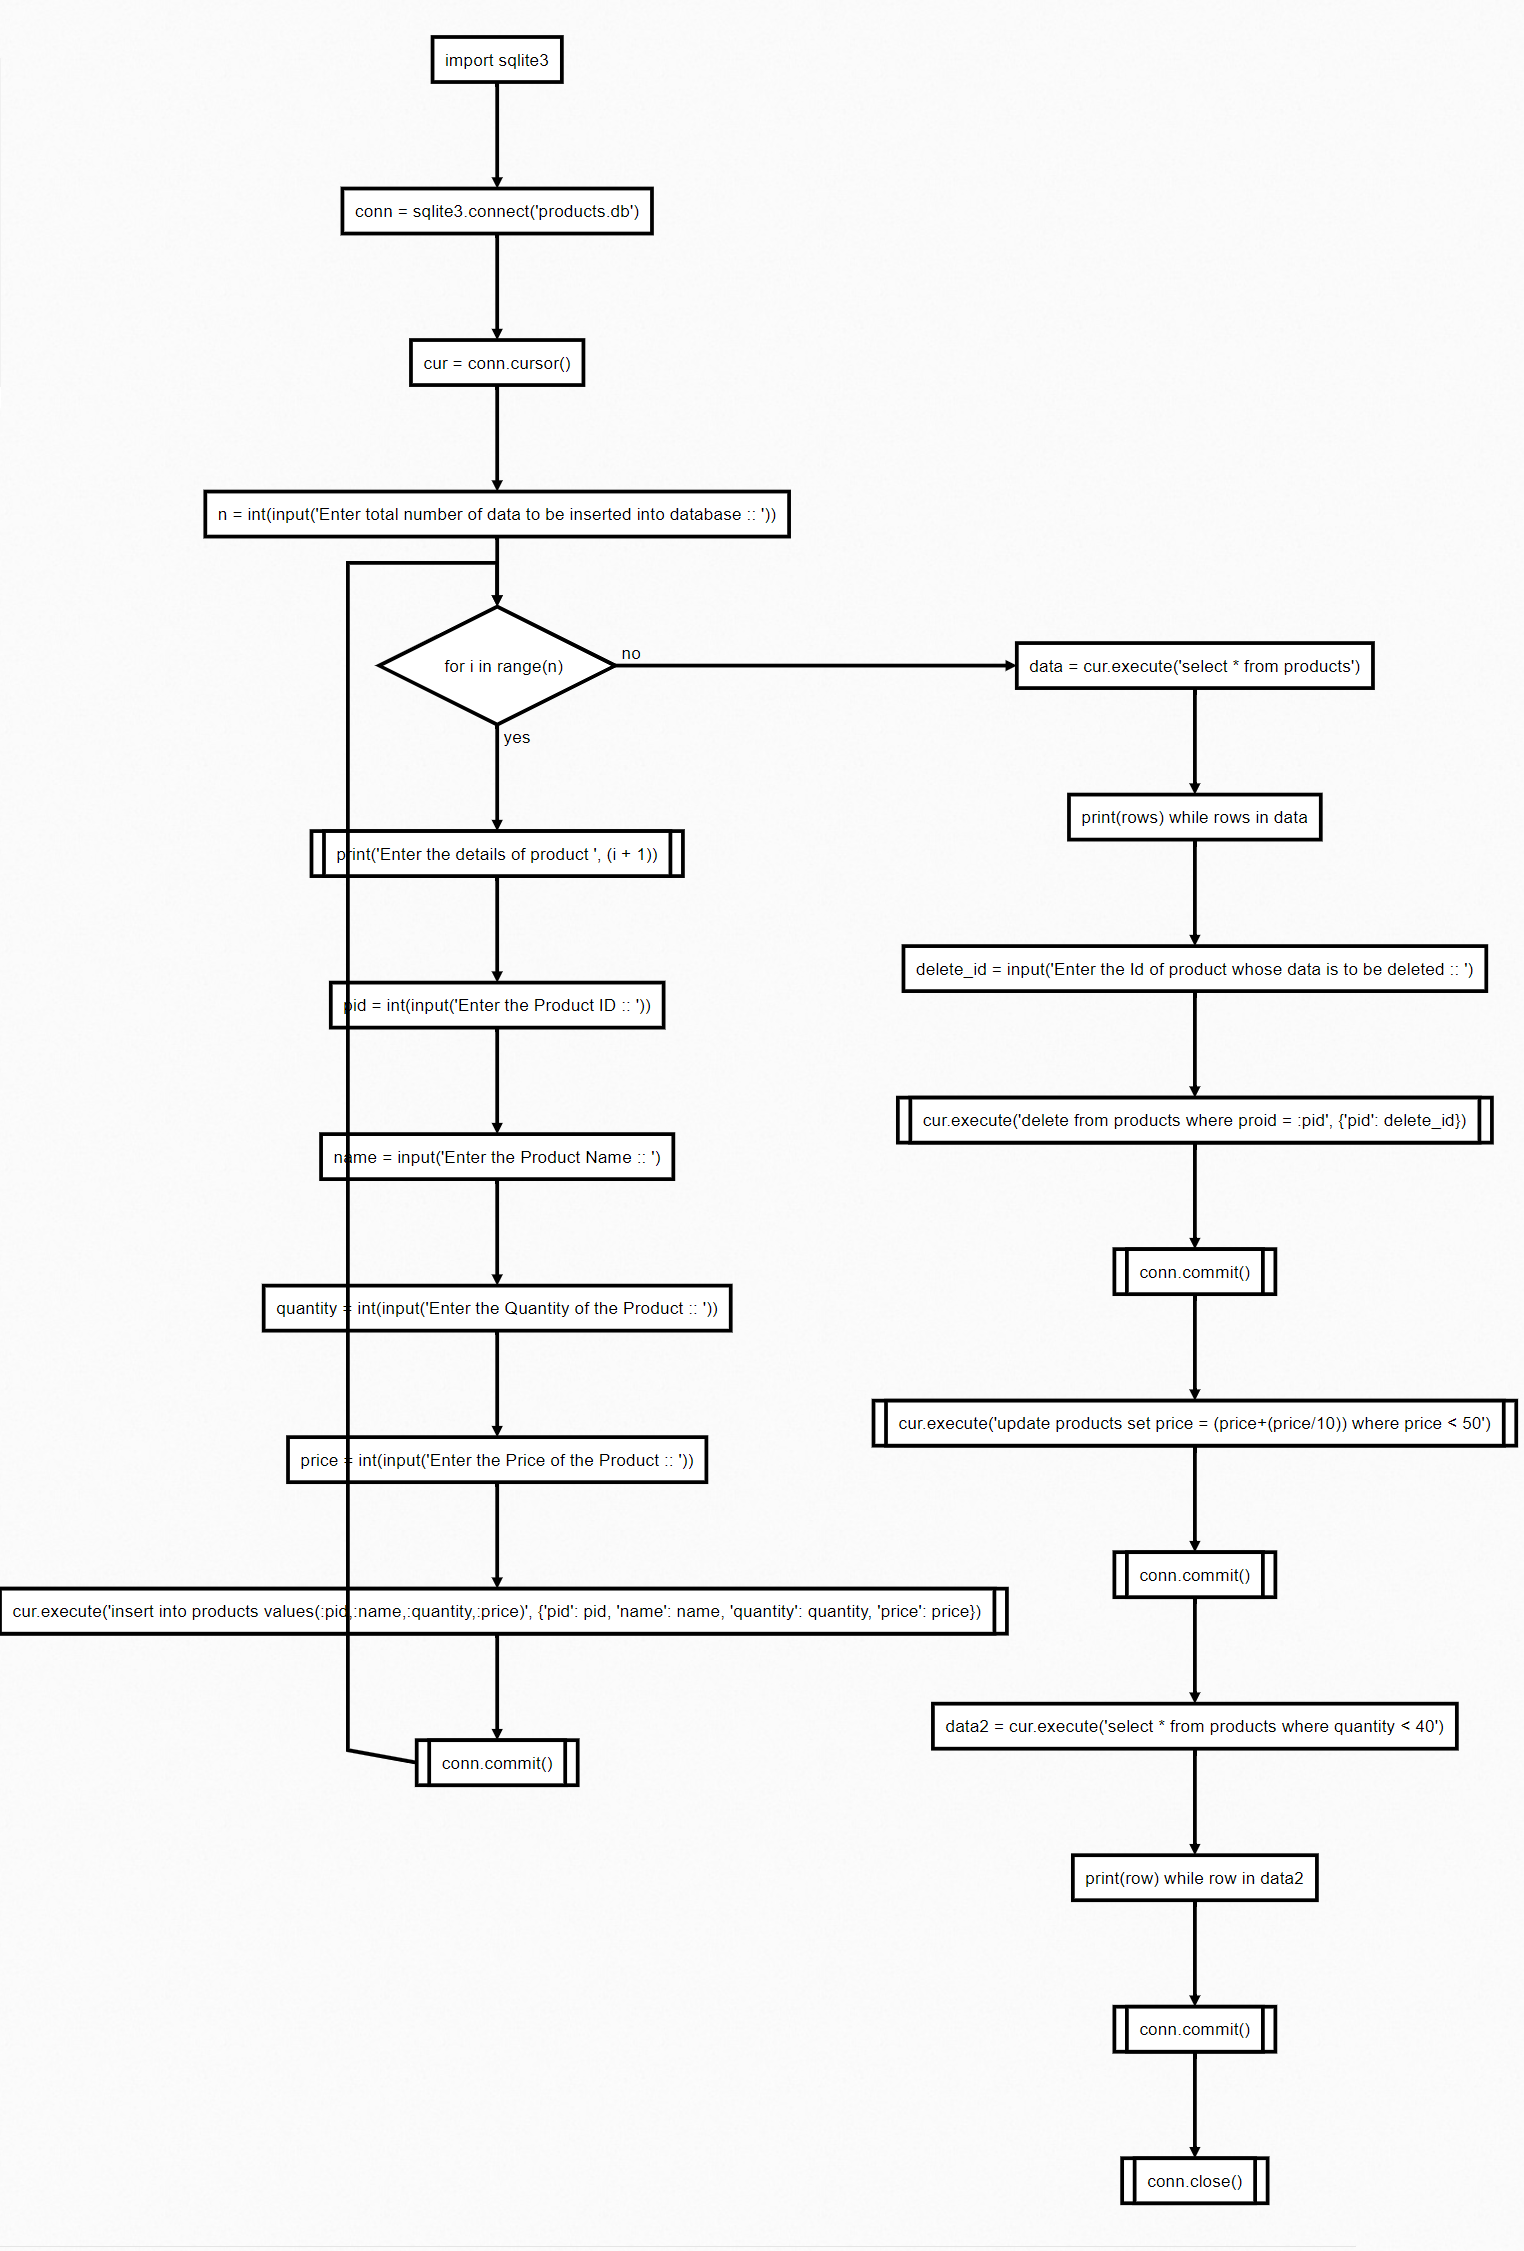 import sqlite3
conn = sqlite3.connect('products.db')
cur = conn.cursor()
n = int(input('Enter total number of data to be inserted into database :: '))
for i in range(n)
no
yes
print('Enter the details of product ', (i + 1))
pid = int(input('Enter the Product ID :: '))
name = input('Enter the Product Name :: ')
quantity = int(input('Enter the Quantity of the Product :: '))
price = int(input('Enter the Price of the Product :: '))
cur.execute('insert into products values(:pid,:name,:quantity,:price)', {'pid': pid, 'name': name, 'quantity': quantity, 'price': price})
conn.commit()
data = cur.execute('select * from products')
print(rows) while rows in data
delete_id = input('Enter the Id of product whose data is to be deleted :: ')
cur.execute('delete from products where proid = :pid', {'pid': delete_id})
conn.commit()
cur.execute('update products set price = (price+(price/10)) where price < 50')
conn.commit()
data2 = cur.execute('select * from products where quantity < 40')
print(row) while row in data2
conn.commit()
conn.close()